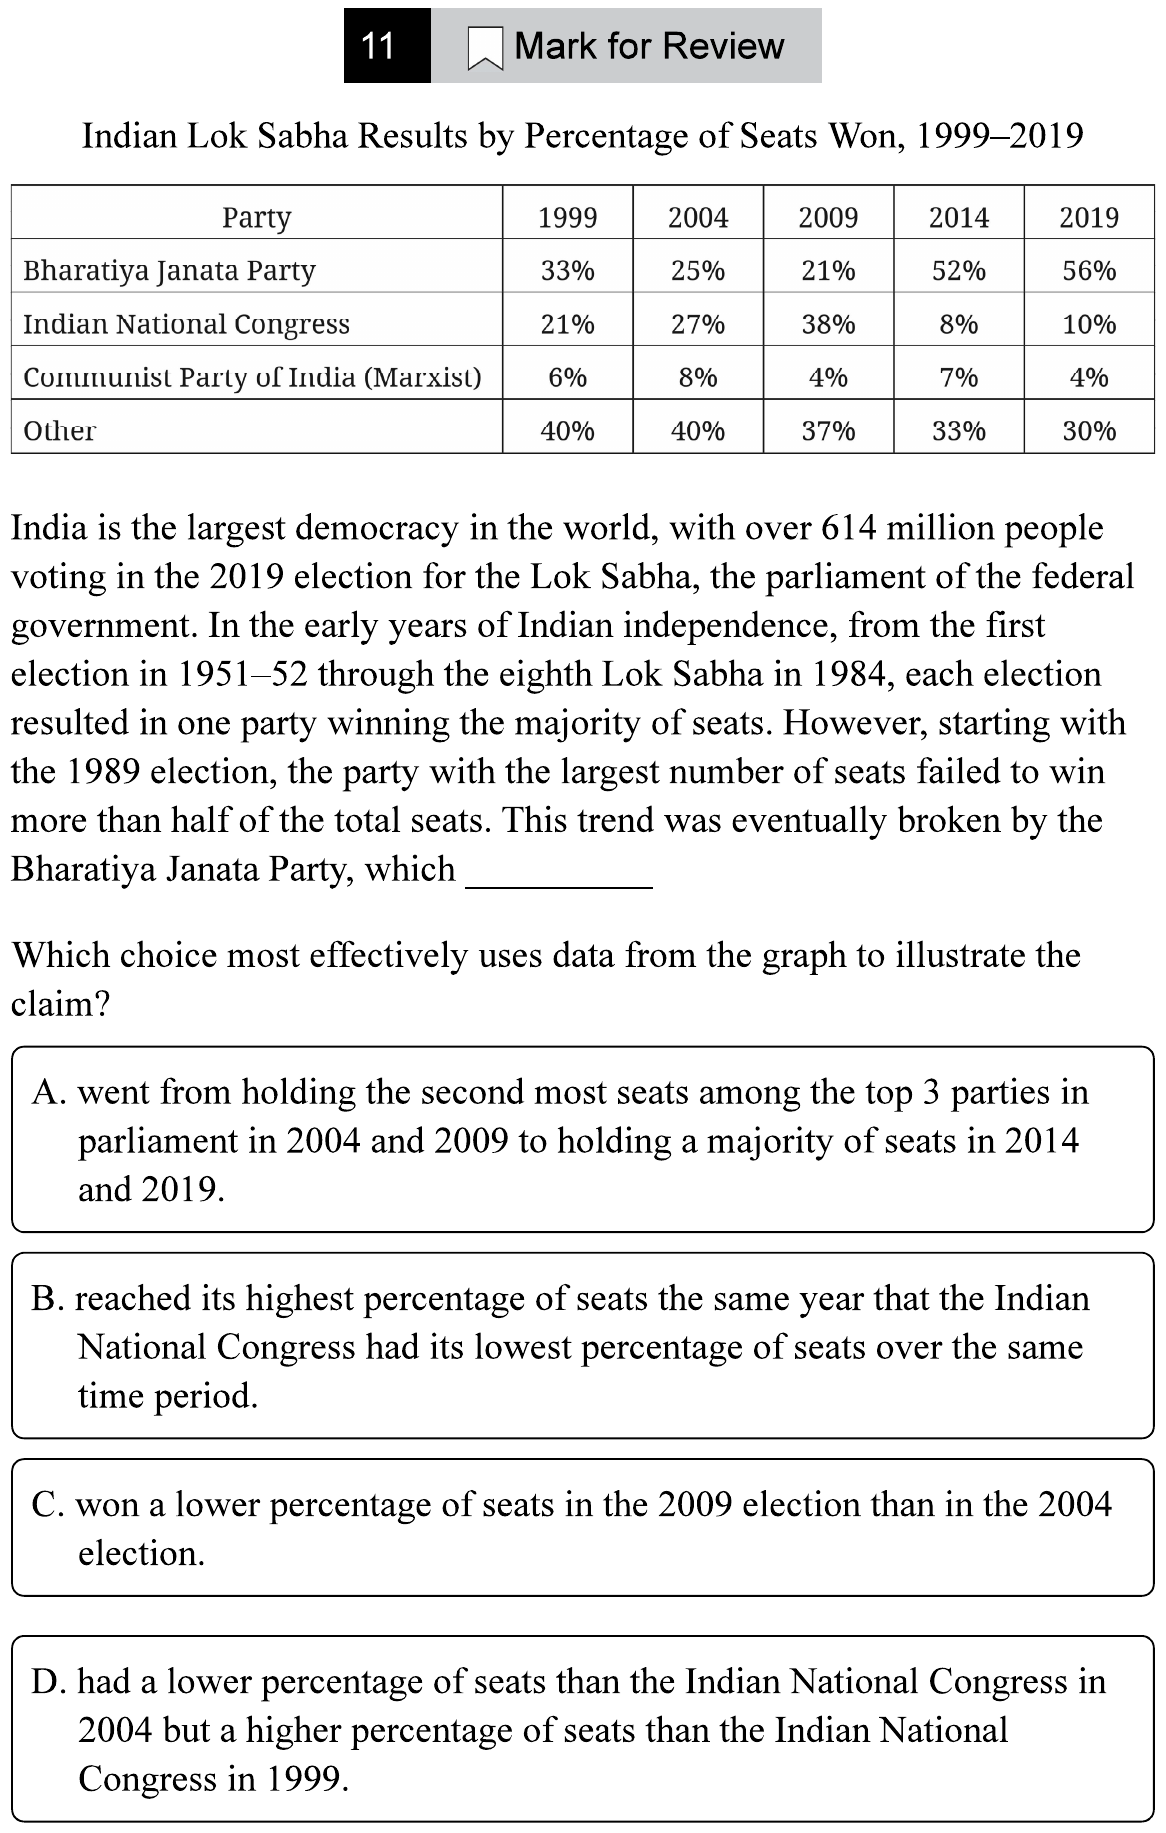 11 Mark for Review
Indian Lok Sabha Results by Percentage of Seats Won, 1999–2019
Party 1999 2004 2009 2014 2019
Bharatiya Janata Party 33% 25% 21% 52% 56%
Indian National Congress 21% 27% 38% 8% 10%
Communist Party of India (Marxist) 6% 8% 4% 7% 4%
Other 40% 40% 37% 33% 30%
India is the largest democracy in the world, with over 614 million people
voting in the 2019 election for the Lok Sabha, the parliament of the federal
government. In the early years of Indian independence, from the first
election in 1951–52 through the eighth Lok Sabha in 1984, each election
resulted in one party winning the majority of seats. However, starting with
the 1989 election, the party with the largest number of seats failed to win
more than half of the total seats. This trend was eventually broken by the
Bharatiya Janata Party, which __________
Which choice most effectively uses data from the graph to illustrate the
claim?
A. went from holding the second most seats among the top 3 parties in
parliament in 2004 and 2009 to holding a majority of seats in 2014
and 2019.
B. reached its highest percentage of seats the same year that the Indian
National Congress had its lowest percentage of seats over the same
time period.
C. won a lower percentage of seats in the 2009 election than in the 2004
election.
D. had a lower percentage of seats than the Indian National Congress in
2004 but a higher percentage of seats than the Indian National
Congress in 1999.